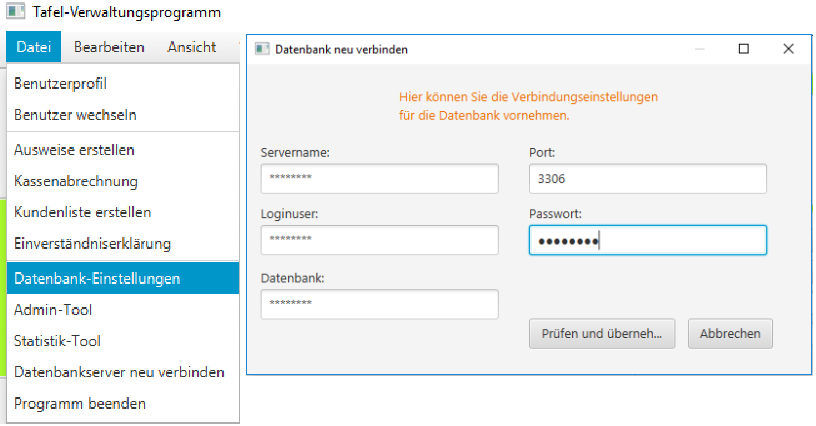 Tafel-Verwaltungsprogramm
Datei Bearbeiten Ansicht
Benutzerprofil
Benutzer wechseln
Ausweise erstellen
Kassenabrechnung
Kundenliste erstellen
Einverständniserklärung
Datenbank-Einstellungen
Admin-Tool
Statistik-Tool
Datenbankserver neu verbinden
Programm beenden
Datenbank neu verbinden
Hier können Sie die Verbindungseinstellungen
für die Datenbank vornehmen.
Servername: Port:
******** 3306
Loginuser: Passwort:
******** ●●●●●●●●
Datenbank:
********
Prüfen und überneh... Abbrechen